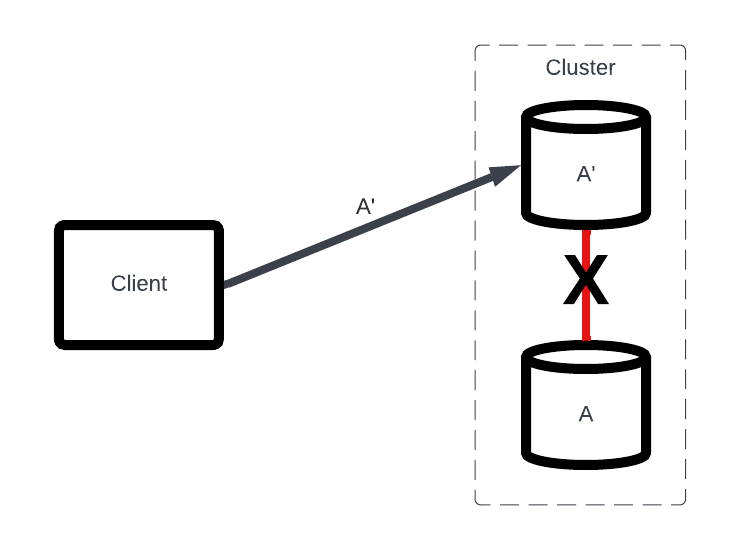 Cluster
A'
A'
Client
X
A